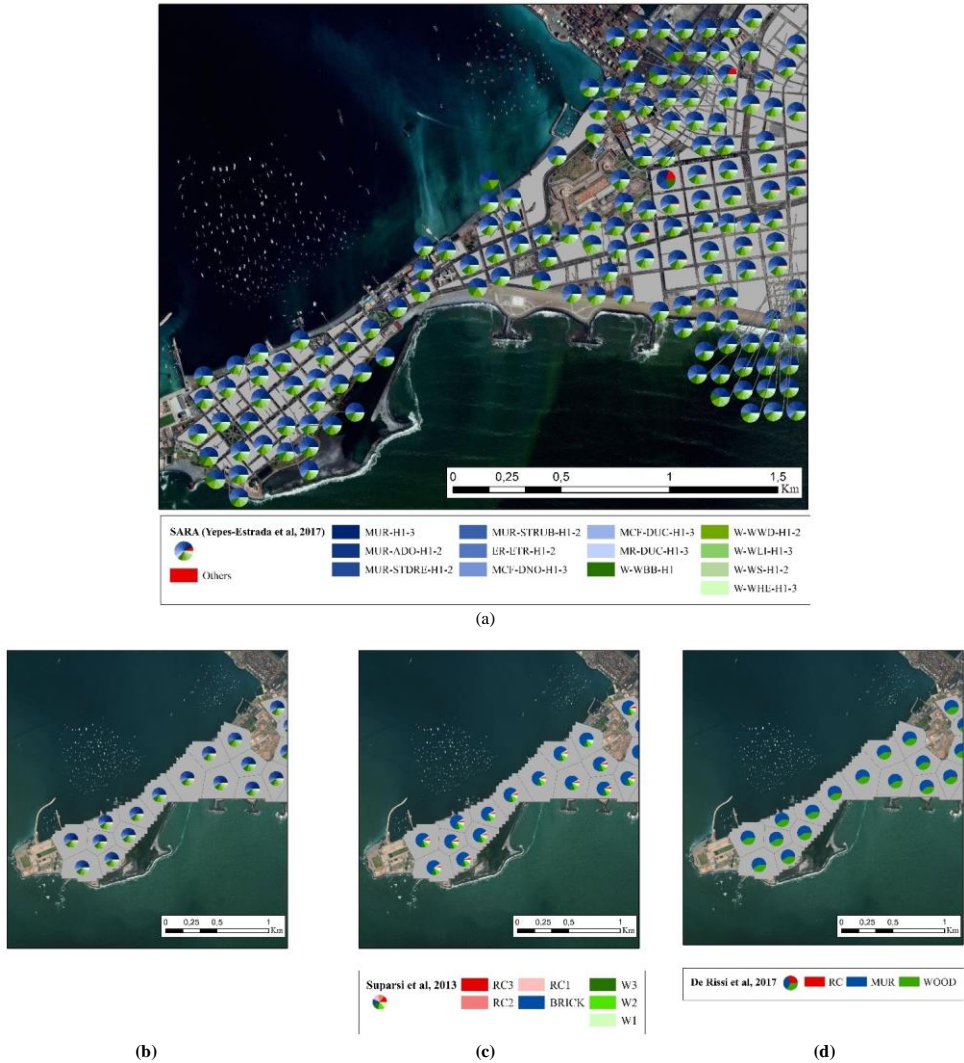 0 0,25 0,5 1 1,5
Km
SARA (Yepes-Estrada et al, 2017)
Others
MUR-H1-3
MUR-ADO-H1-2
MUR-STDRE-H1-2
MUR-STRUB-H1-2
ER-ETR-H1-2
MCF-DNO-H1-3
MCF-DUC-H1-3
MR-DUC-H1-3
W-WBB-H1
W-WWD-H1-2
W-WLI-H1-3
W-WS-H1-2
W-WHE-H1-3
(a)
0 0,25 0,5 1
Km
0 0,25 0,5 1
Km
0 0,25 0,5 1
Km
Suparsi et al, 2013
RC3
RC2
RC1
BRICK
W3
W2
W1
De Rissi et al, 2017
RC
MUR
WOOD
(b)
(c)
(d)